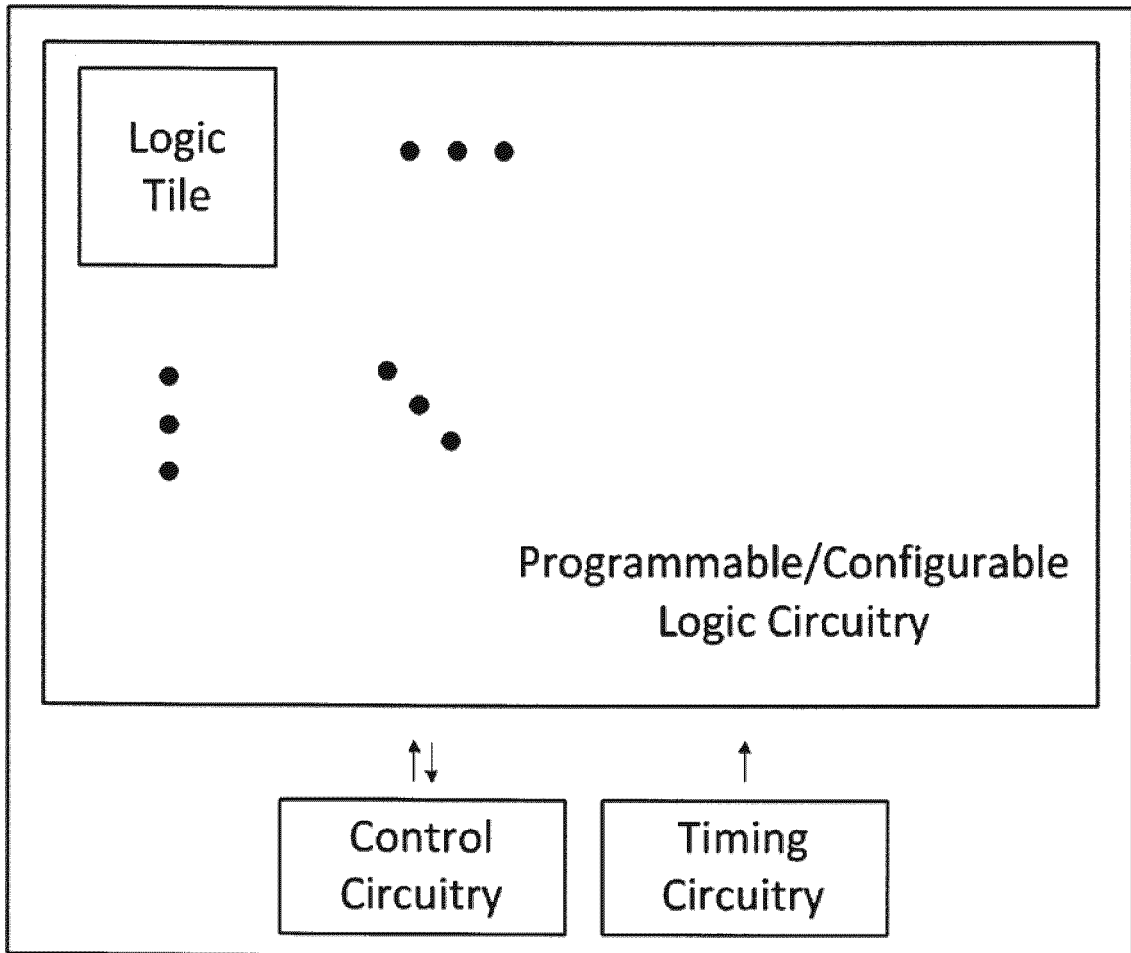 Logic
Tile
Programmable/Configurable
Logic Circuitry
Control
Circuitry
Timing
Circuitry